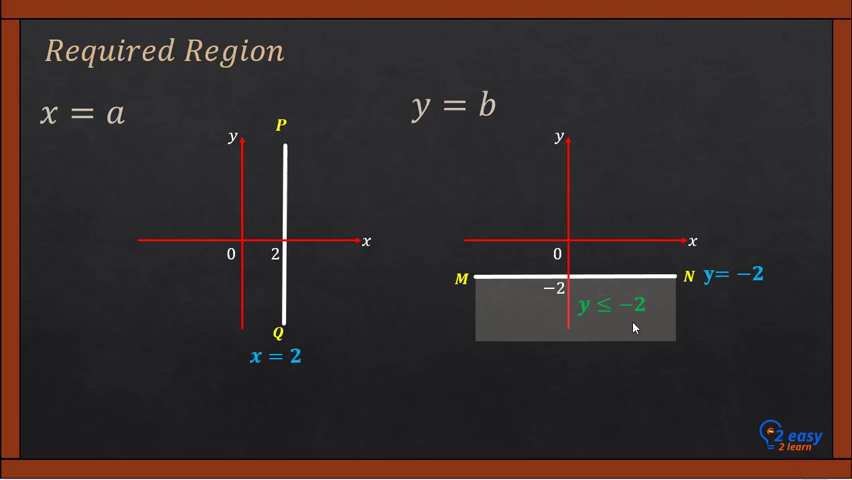 Required Region
x = a
y = b
P
y
x
0
2
Q
x = 2
y
x
0
M
N
y= −2
−2
y ≤ −2
2 easy
2 learn